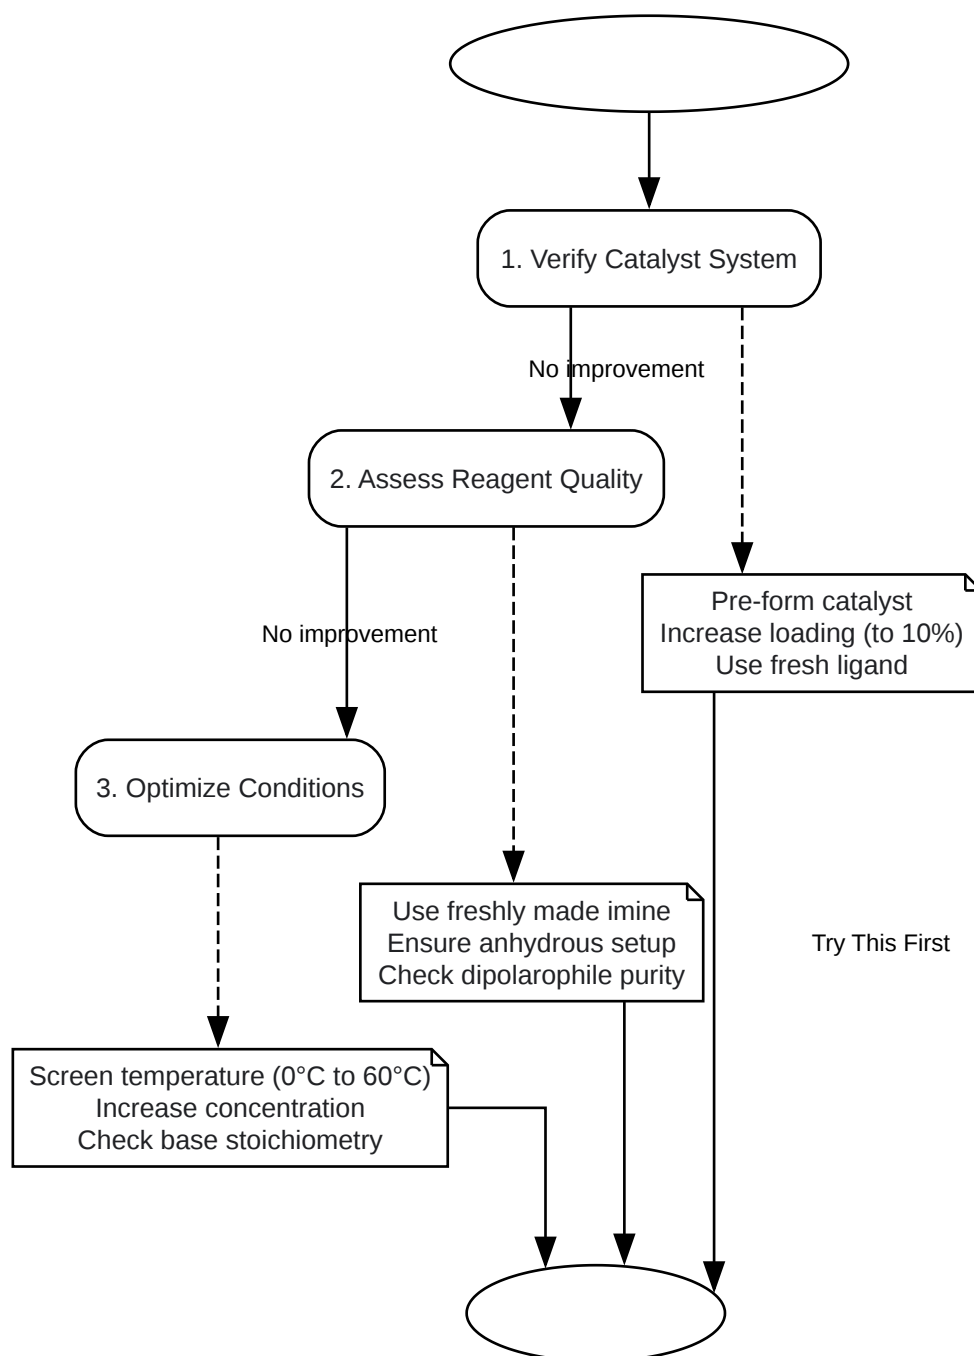 1. Verify Catalyst System
No improvement
2. Assess Reagent Quality
Pre-form catalyst
Increase loading (to 10%)
Use fresh ligand
No improvement
3. Optimize Conditions
Use freshly made imine
Ensure anhydrous setup
Check dipolarophile purity
Try This First
Screen temperature (0°C to 60°C)
Increase concentration
Check base stoichiometry